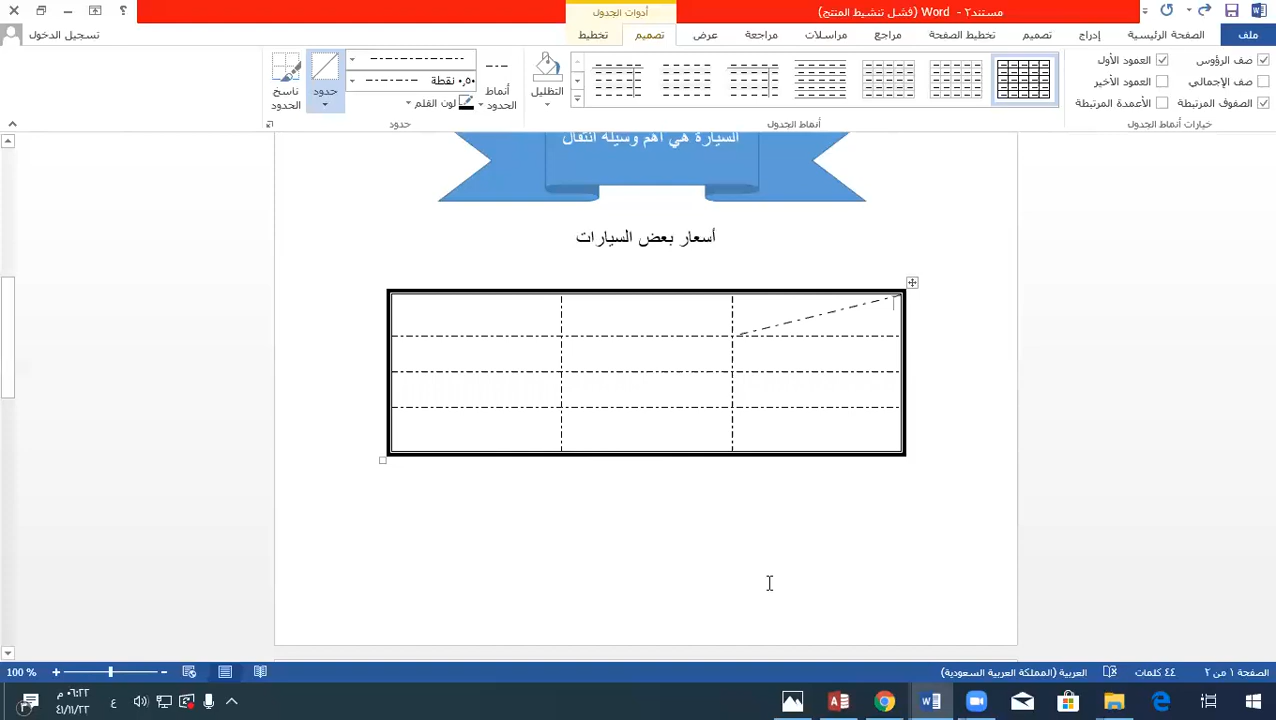 مستند٢ - Word (فشل تنشيط المنتج)
أدوات الجدول
ملف
الصفحة الرئيسية
إدراج
تصميم
تخطيط الصفحة
مراجع
مراسلات
مراجعة
عرض
تصميم
تخطيط
تسجيل الدخول
صف الرؤوس
العمود الأول
صف الإجمالي
العمود الأخير
الصفوف المرتبطة
الأعمدة المرتبطة
خيارات أنماط الجدول
أنماط الجدول
التظليل
أنماط
الحدود
٠,٥٠ نقطة
لون القلم
حدود
ناسخ
الحدود
حدود
السيارة هي أهم وسيلة انتقال
أسعار بعض السيارات
الصفحة ١ من ٢
٤٤ كلمات
العربية (المملكة العربية السعودية)
100 %
٠٦:٢٢ م
٤١/١١/٢٢
ع